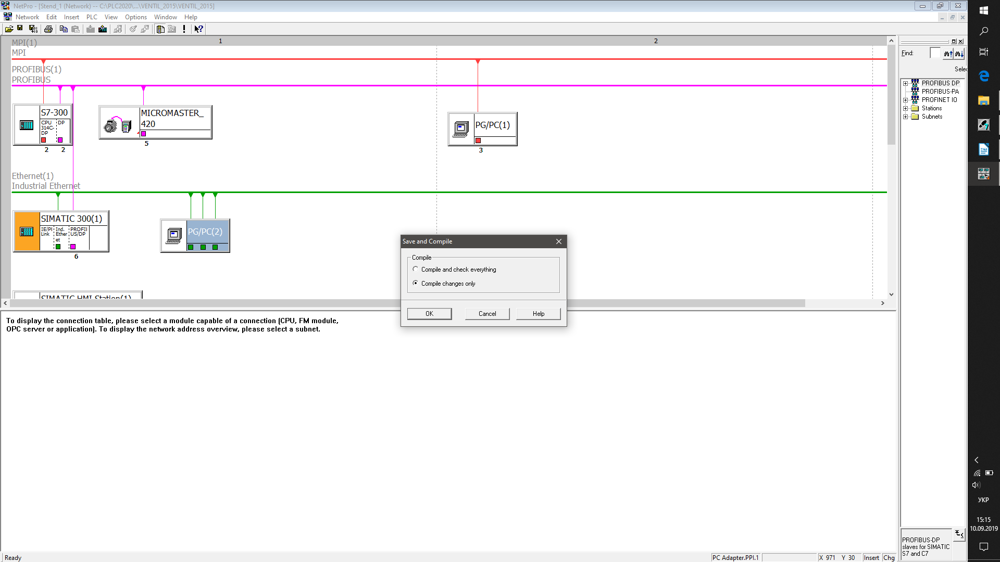 NetPro - [Stend_1 (Network) -- C:\PLC2020\...\VENTIL_2015\VENTIL_2015]
Network Edit Insert PLC View Options Window Help
1 2
MPI(1)
MPI
PROFIBUS(1)
PROFIBUS
S7-300
CPU 314C-DP
DP
2 2
MICROMASTER_
420
5
PG/PC(1)
3
Ethernet(1)
Industrial Ethernet
SIMATIC 300(1)
IE/PI Link
Ind. Ether et
PROFII US/DP
6
PG/PC(2)
SIMATIC HMI Station(1)
Save and Compile
Compile
Compile and check everything
Compile changes only
OK Cancel Help
To display the connection table, please select a module capable of a connection (CPU, FM module,
OPC server or application). To display the network address overview, please select a subnet.
Find:
Selec
PROFIBUS DP
PROFIBUS-PA
PROFINET IO
Stations
Subnets
PROFIBUS-DP
slaves for SIMATIC
S7 and C7
Ready
PC Adapter.PPI.1
X 971 Y 30
Insert
Chg
УКР
15:15
10.09.2019